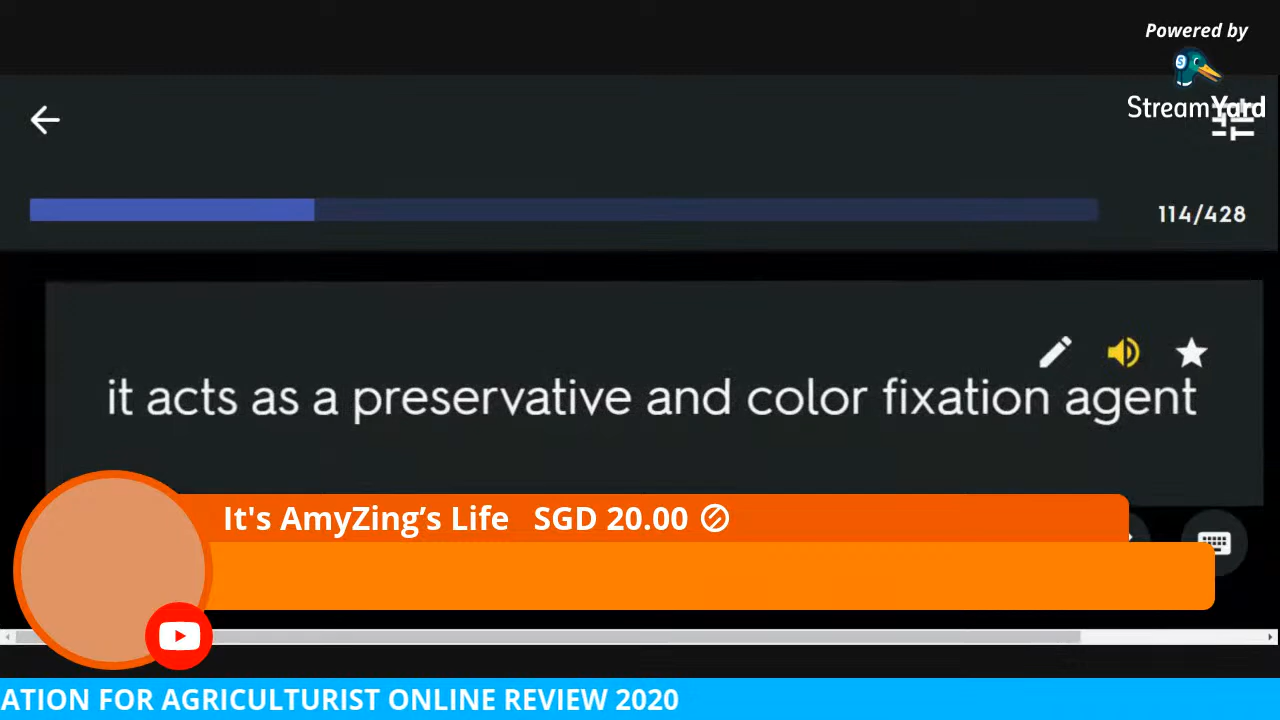 Powered by
StreamYard
114/428
it acts as a preservative and color fixation agent
It's AmyZing’s Life SGD 20.00
ATION FOR AGRICULTURIST ONLINE REVIEW 2020